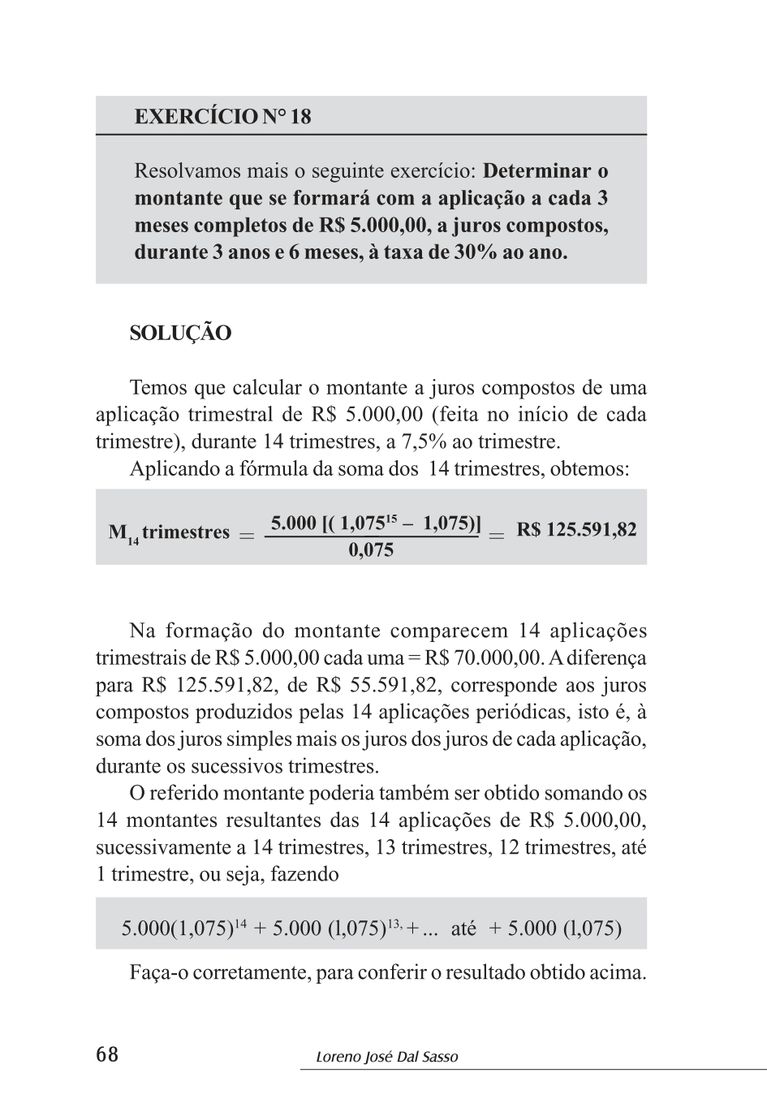 EXERCÍCIO N° 18
Resolvamos mais o seguinte exercício: Determinar o
montante que se formará com a aplicação a cada 3
meses completos de R$ 5.000,00, a juros compostos,
durante 3 anos e 6 meses, à taxa de 30% ao ano.
SOLUÇÃO
Temos que calcular o montante a juros compostos de uma
aplicação trimestral de R$ 5.000,00 (feita no início de cada
trimestre), durante 14 trimestres, a 7,5% ao trimestre.
Aplicando a fórmula da soma dos 14 trimestres, obtemos:
M₁₄ trimestres = 5.000 [( 1,075¹⁵ – 1,075)] = R$ 125.591,82
0,075
Na formação do montante comparecem 14 aplicações
trimestrais de R$ 5.000,00 cada uma = R$ 70.000,00. A diferença
para R$ 125.591,82, de R$ 55.591,82, corresponde aos juros
compostos produzidos pelas 14 aplicações periódicas, isto é, à
soma dos juros simples mais os juros dos juros de cada aplicação,
durante os sucessivos trimestres.
O referido montante poderia também ser obtido somando os
14 montantes resultantes das 14 aplicações de R$ 5.000,00,
sucessivamente a 14 trimestres, 13 trimestres, 12 trimestres, até
1 trimestre, ou seja, fazendo
5.000(1,075)¹⁴ + 5.000 (l,075)¹³, + ... até + 5.000 (l,075)
Faça-o corretamente, para conferir o resultado obtido acima.
68 Loreno José Dal Sasso